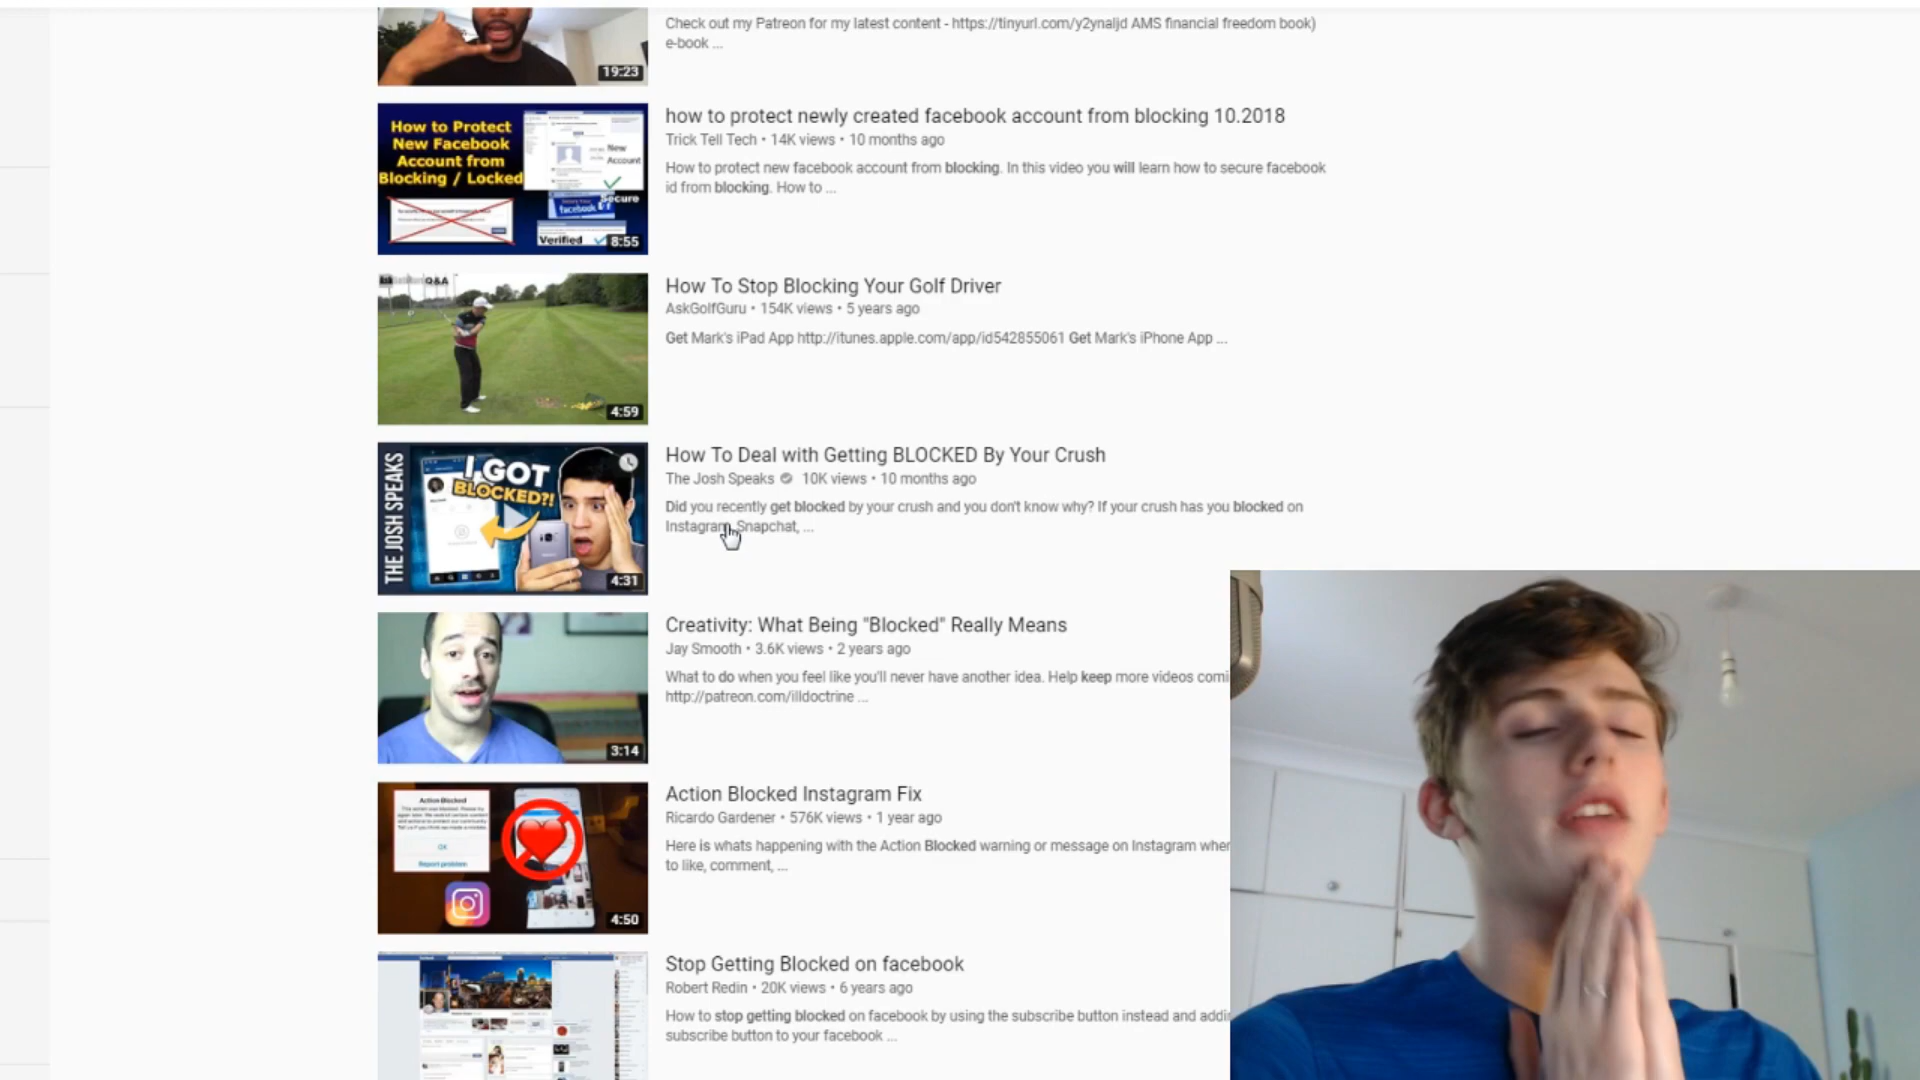 Check out my Patreon for my latest content - https://tinyurl.com/y2ynaljd AMS financial freedom book)
e-book ...
19:23
How to Protect
New Facebook
Account from
Blocking / Locked
New
Account
Secure
facebook
Verified
8:55
how to protect newly created facebook account from blocking 10.2018
Trick Tell Tech • 14K views • 10 months ago
How to protect new facebook account from blocking. In this video you will learn how to secure facebook
id from blocking. How to ...
Q&A
4:59
How To Stop Blocking Your Golf Driver
AskGolfGuru • 154K views • 5 years ago
Get Mark's iPad App http://itunes.apple.com/app/id542855061 Get Mark's iPhone App ...
THE JOSH SPEAKS
I GOT
BLOCKED?!
4:31
How To Deal with Getting BLOCKED By Your Crush
The Josh Speaks 10K views • 10 months ago
Did you recently get blocked by your crush and you don't know why? If your crush has you blocked on
Instagram, Snapchat, ...
3:14
Creativity: What Being "Blocked" Really Means
Jay Smooth • 3.6K views • 2 years ago
What to do when you feel like you'll never have another idea. Help keep more videos comi
http://patreon.com/illdoctrine ...
Action Blocked
OK
Report problem
4:50
Action Blocked Instagram Fix
Ricardo Gardener • 576K views • 1 year ago
Here is whats happening with the Action Blocked warning or message on Instagram wher
to like, comment, ...
Stop Getting Blocked on facebook
Robert Redin • 20K views • 6 years ago
How to stop getting blocked on facebook by using the subscribe button instead and addi
subscribe button to your facebook ...